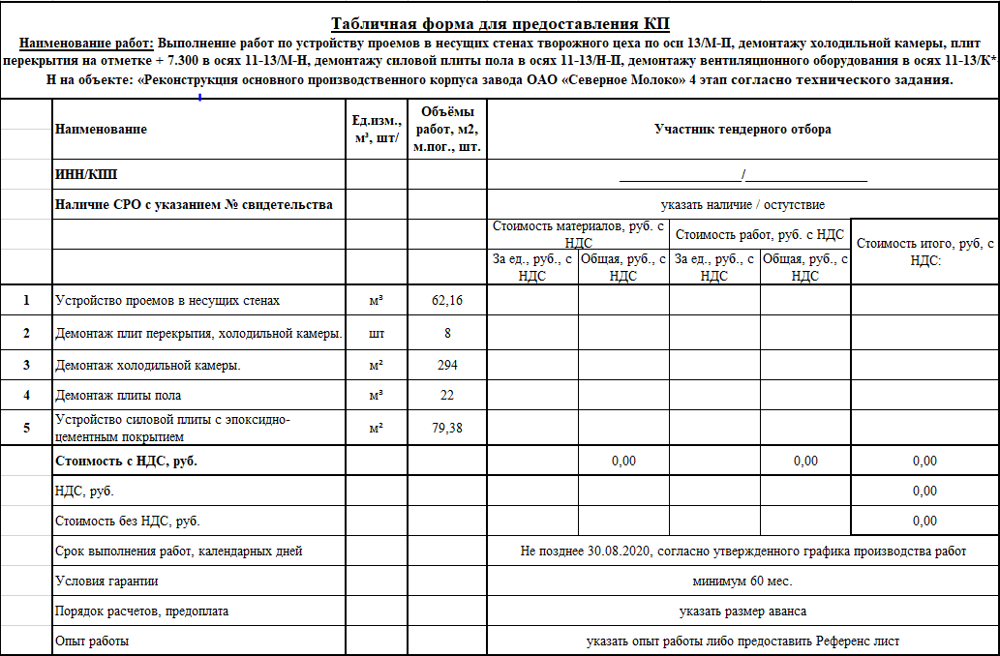 Табличная форма для предоставления КП
Наименование работ: Выполнение работ по устройству проемов в несущих стенах творожного цеха по оси 13/М-П, демонтажу холодильной камеры, плит
перекрытия на отметке + 7.300 в осях 11-13/М-Н, демонтажу силовой плиты пола в осях 11-13/Н-П, демонтажу вентиляционного оборудования в осях 11-13/К*-
Н на объекте: «Реконструкция основного производственного корпуса завода ОАО «Северное Молоко» 4 этап согласно технического задания.
Наименование
Ед.изм., м³, шт/
Объёмы работ, м2, м.пог., шт.
Участник тендерного отбора
ИНН/КПП
__________________/__________________
Наличие СРО с указанием № свидетельства
указать наличие / остутствие
Стоимость материалов, руб. с НДС
Стоимость работ, руб. с НДС
Стоимость итого, руб, с НДС:
За ед., руб., с НДС
Общая, руб., с НДС
За ед., руб., с НДС
Общая, руб., с НДС
1 Устройство проемов в несущих стенах м³ 62,16
2 Демонтаж плит перекрытия, холодильной камеры. шт 8
3 Демонтаж холодильной камеры. м² 294
4 Демонтаж плиты пола м³ 22
5 Устройство силовой плиты с эпоксидно-
цементным покрытием м² 79,38
Стоимость с НДС, руб. 0,00 0,00 0,00
НДС, руб. 0,00
Стоимость без НДС, руб. 0,00
Срок выполнения работ, календарных дней Не позднее 30.08.2020, согласно утвержденного графика производства работ
Условия гарантии минимум 60 мес.
Порядок расчетов, предоплата указать размер аванса
Опыт работы указать опыт работы либо предоставить Референс лист